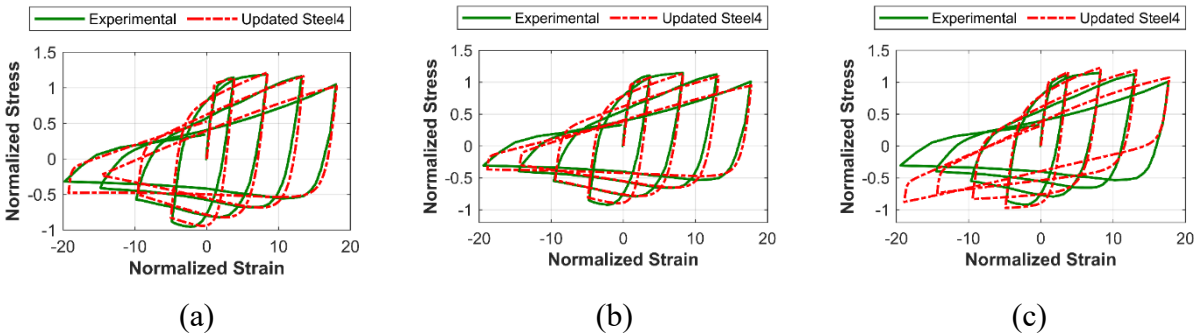 Experimental Updated Steel4
1.5
1
0.5
0
-0.5
-1
Normalized Stress
-20 -10 0 10 20
Normalized Strain
(a)
Experimental Updated Steel4
1.5
1
0.5
0
-0.5
-1
Normalized Stress
-20 -10 0 10 20
Normalized Strain
(b)
Experimental Updated Steel4
1.5
1
0.5
0
-0.5
-1
Normalized Stress
-20 -10 0 10 20
Normalized Strain
(c)